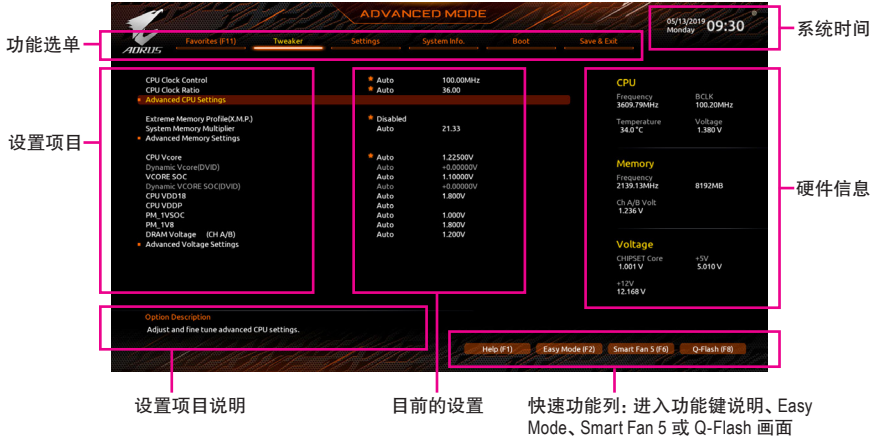 ADVANCED MODE
05/13/2019
Monday
09:30
系统时间
功能选单
AORUS
Favorites (F11)
Tweaker
Settings
System Info.
Boot
Save & Exit
设置项目
CPU Clock Control Auto 100.00MHz
CPU Clock Ratio Auto 36.00
Advanced CPU Settings
Extreme Memory Profile(X.M.P.) Disabled
System Memory Multiplier Auto 21.33
Advanced Memory Settings
CPU Vcore Auto 1.22500V
Dynamic Vcore(DVID) Auto +0.00000V
VCORE SOC Auto 1.10000V
Dynamic VCORE SOC(DVID) Auto +0.00000V
CPU VDD18 Auto 1.800V
CPU VDDP Auto
PM_1VSOC Auto 1.000V
PM_1V8 Auto 1.800V
DRAM Voltage (CH A/B) Auto 1.200V
Advanced Voltage Settings
CPU
Frequency BCLK
3609.79MHz 100.20MHz
Temperature Voltage
34.0 °C 1.380 V
Memory
Frequency
2139.13MHz 8192MB
Ch A/B Volt
1.236 V
Voltage
CHIPSET Core +5V
1.001 V 5.010 V
+12V
12.168 V
硬件信息
Option Description
Adjust and fine tune advanced CPU settings.
Help (F1)
Easy Mode (F2)
Smart Fan 5 (F6)
Q-Flash (F8)
设置项目说明
目前的设置
快速功能列: 进入功能键说明、Easy
Mode、Smart Fan 5 或 Q-Flash 画面